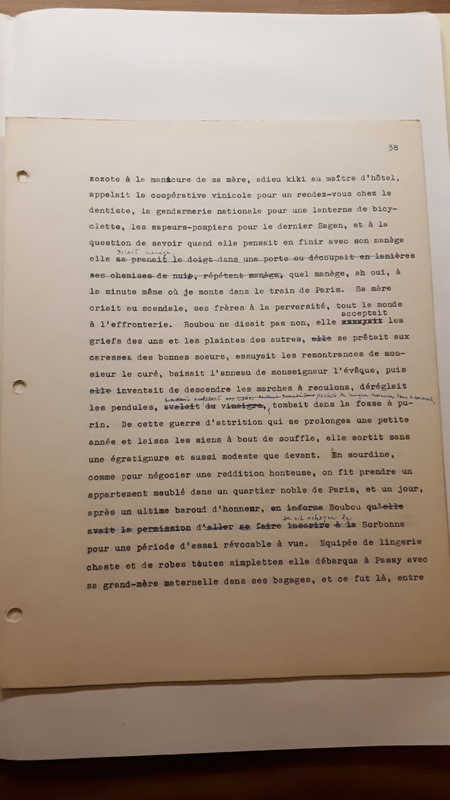 38
zozote à la manicure de sa mère, adieu kiki au maître d'hôtel,
appelait la coopérative vinicole pour un rendez-vous chez le
dentiste, la gendarmerie nationale pour une lanterne de bicy-
clette, les sapeurs-pompiers pour le dernier Sagan, et à la
question de savoir quand elle pensait en finir avec son manège
elle se prenait le doigt dans une porte ou découpait en lanières
ses chemises de nuit, répétent manège, quel manège, ah oui, à
la minute même où je monte dans le train de Paris. Sa mère
criait au scandale, ses frères à la perversité, tout le monde
acceptait
à l'effronterie. Boubou ne disait pas non, elle les
griefs des uns et les plaintes des autres, elle se prêtait aux
caresses des bonnes soeurs, essuyait les remontrances de mon-
sieur le curé, baisait l'anneau de monseigneur l'évêque, puis
elle inventait de descendre les marches à reculons, déréglait
les pendules, avalait du vinaigre, tombait dans la fosse à pu-
rin. De cette guerre d'attrition qui se prolongea une petite
année et laissa les siens à bout de souffle, elle sortit sans
une égratignure et aussi modeste que devant. En sourdine,
comme pour négocier une reddition honteuse, on fit prendre un
appartement meublé dans un quartier noble de Paris, et un jour,
après un ultime baroud d'honneur, on informa Boubou qu'elle
avait la permission d'aller se faire inscrire à la Sorbonne
pour une période d'essai révocable à vue. Equipée de lingerie
chaste et de robes toutes simplettes elle débarqua à Passy avec
sa grand-mère maternelle dans ses bagages, et ce fut là, entre